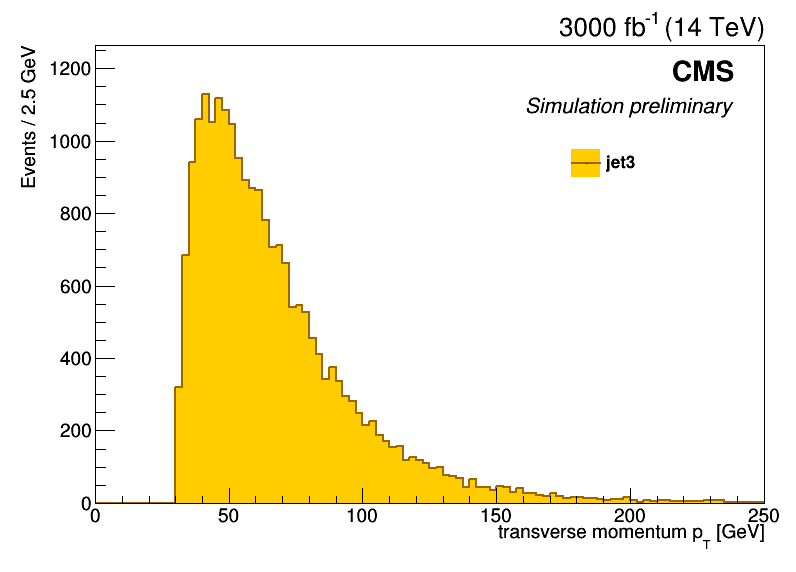 3000 fb-1 (14 TeV)
CMS
Simulation preliminary
jet3
Events / 2.5 GeV
1200
1000
800
600
400
200
0
0 50 100 150 200 250
transverse momentum pT [GeV]